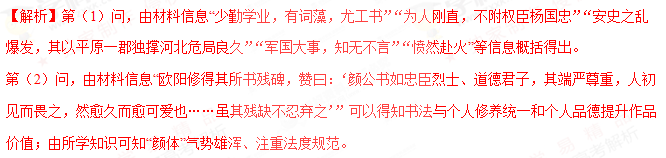 【解析】第（1）问，由材料信息“少勤学业，有词藻，尤工书”“为人刚直，不附权臣杨国忠”“安史之乱
爆发，其以平原一郡独撑河北危局良久”“军国大事，知无不言”“愤然赴火”等信息概括得出。
第（2）问，由材料信息“欧阳修得其所书残碑，赞曰：‘颜公书如忠臣烈士、道德君子，其端严尊重，人初
见而畏之，然愈久而愈可爱也……虽其残缺不忍弃之’”可以得知书法与个人修养统一和个人品德提升作品
价值；由所学知识可知“颜体”气势雄浑、注重法度规范。